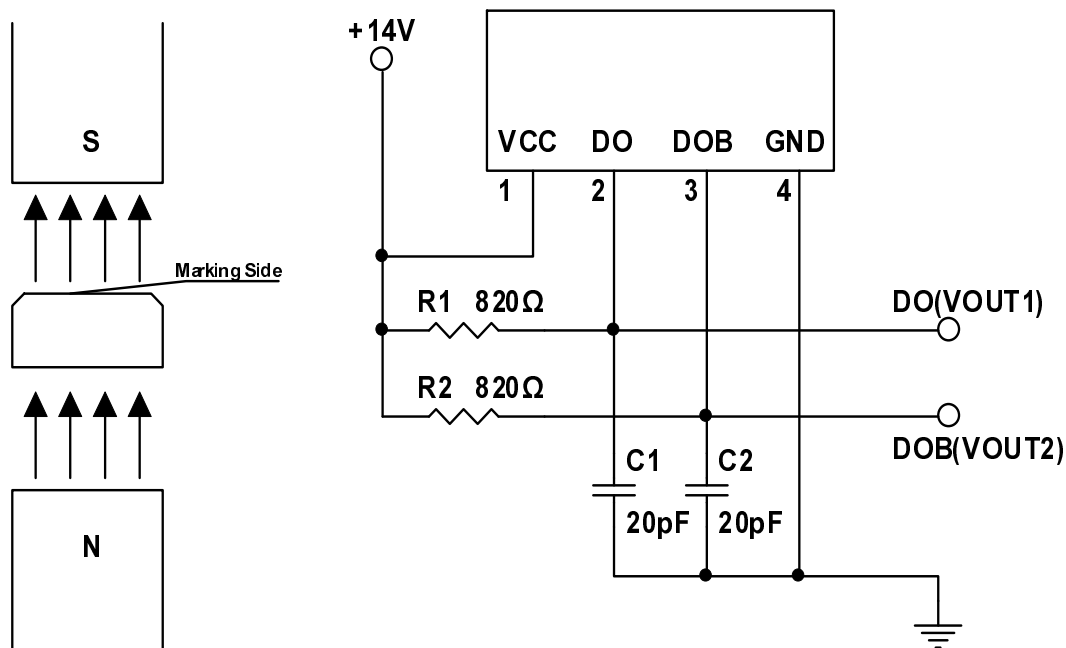 +14V
S
VCC DO DOB GND
1 2 3 4
Marking Side
R1 820Ω
DO(VOUT1)
R2 820Ω
DOB(VOUT2)
C1 C2
20pF 20pF
N